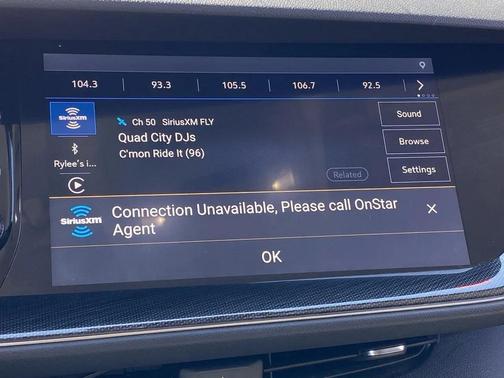 104.3 93.3 105.5 106.7 92.5
SiriusXM
Ch 50 SiriusXM FLY
Sound
Quad City DJs
Browse
C'mon Ride It (96)
Rylee's i...
Related
Settings
SiriusXM
Connection Unavailable, Please call OnStar
Agent
OK